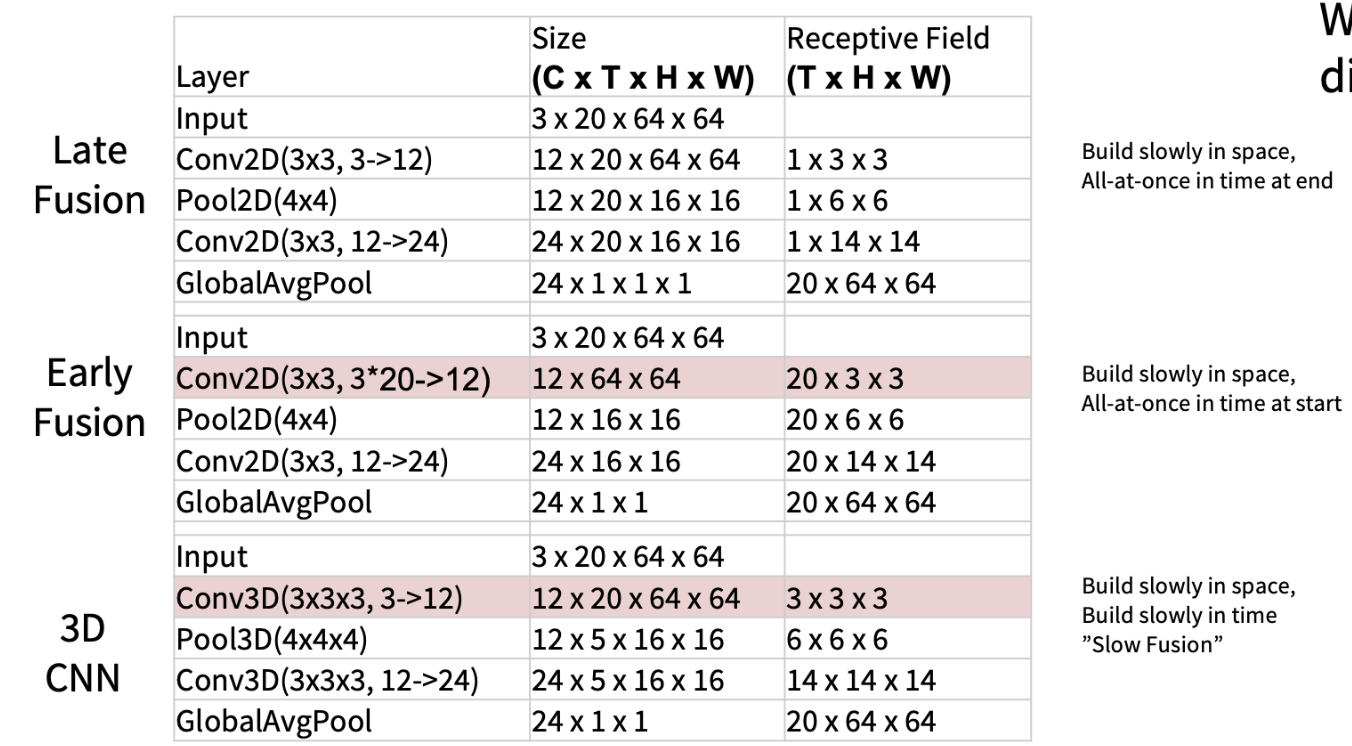 W
di
Layer Size (C x T x H x W) Receptive Field (T x H x W)
Late Fusion
Input 3 x 20 x 64 x 64
Conv2D(3x3, 3->12) 12 x 20 x 64 x 64 1 x 3 x 3
Pool2D(4x4) 12 x 20 x 16 x 16 1 x 6 x 6
Conv2D(3x3, 12->24) 24 x 20 x 16 x 16 1 x 14 x 14
GlobalAvgPool 24 x 1 x 1 x 1 20 x 64 x 64
Build slowly in space,
All-at-once in time at end
Early Fusion
Input 3 x 20 x 64 x 64
Conv2D(3x3, 3*20->12) 12 x 64 x 64 20 x 3 x 3
Pool2D(4x4) 12 x 16 x 16 20 x 6 x 6
Conv2D(3x3, 12->24) 24 x 16 x 16 20 x 14 x 14
GlobalAvgPool 24 x 1 x 1 20 x 64 x 64
Build slowly in space,
All-at-once in time at start
3D CNN
Input 3 x 20 x 64 x 64
Conv3D(3x3x3, 3->12) 12 x 20 x 64 x 64 3 x 3 x 3
Pool3D(4x4x4) 12 x 5 x 16 x 16 6 x 6 x 6
Conv3D(3x3x3, 12->24) 24 x 5 x 16 x 16 14 x 14 x 14
GlobalAvgPool 24 x 1 x 1 20 x 64 x 64
Build slowly in space,
Build slowly in time
”Slow Fusion”